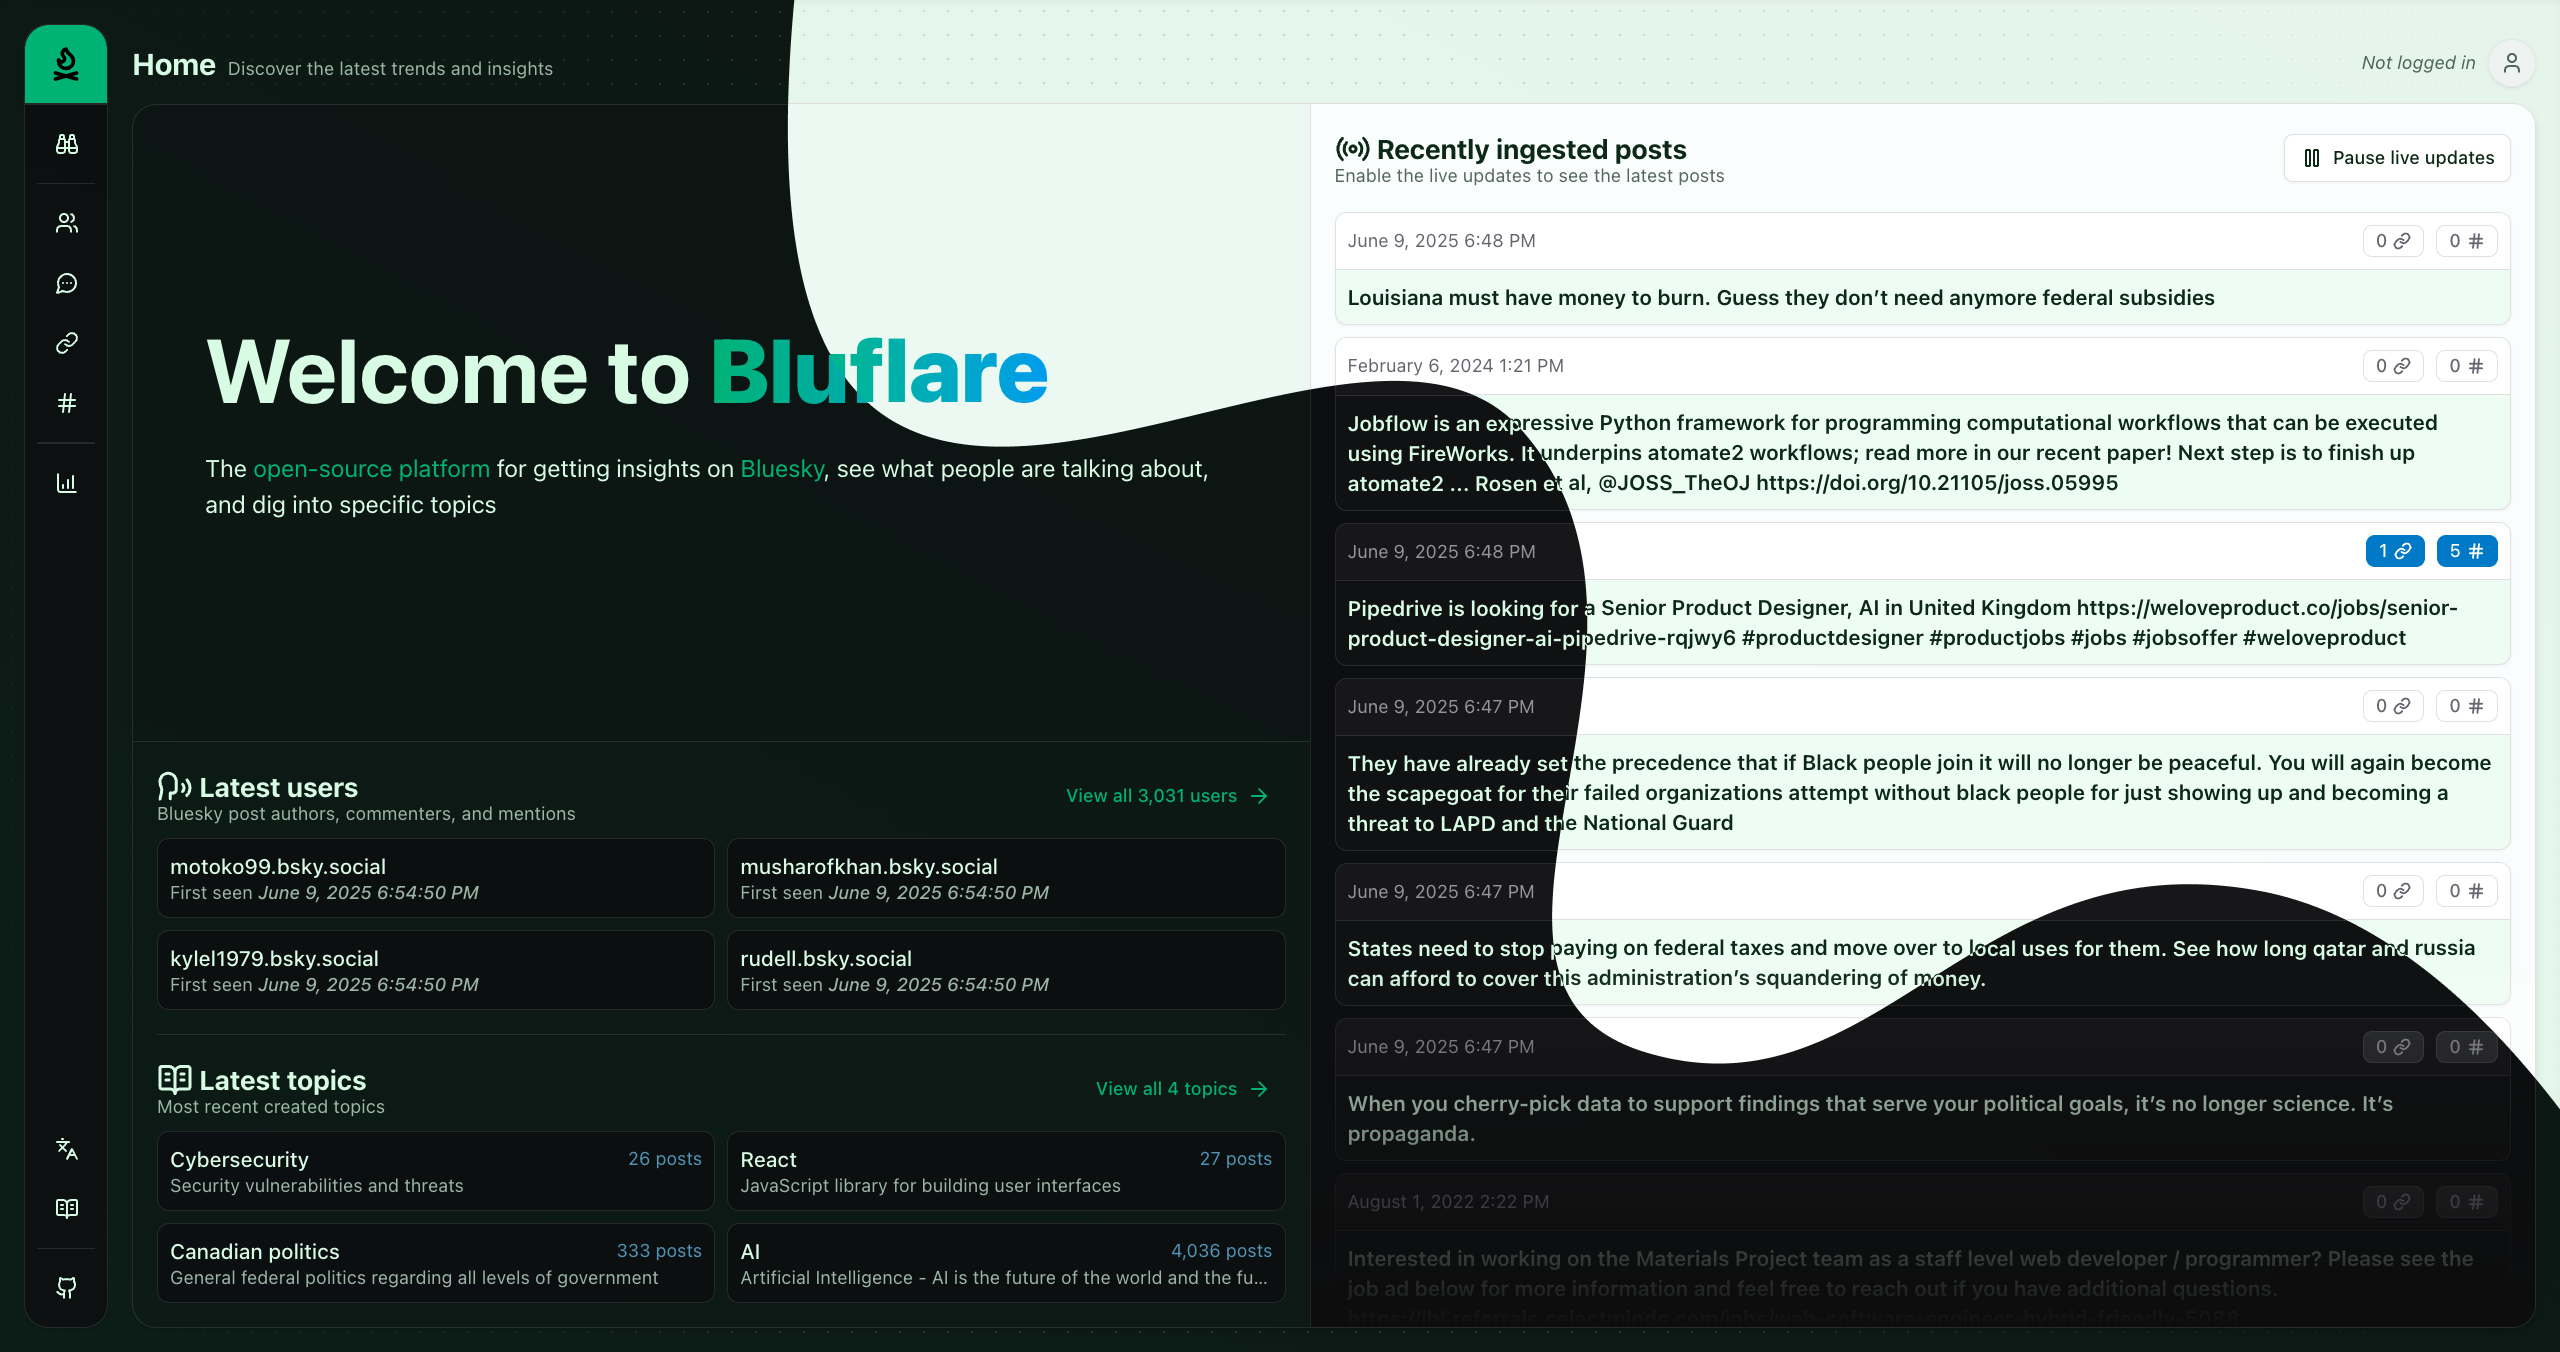 Home Discover the latest trends and insights
Not logged in
Welcome to Bluflare
The open-source platform for getting insights on Bluesky, see what people are talking about,
and dig into specific topics
Latest users
Bluesky post authors, commenters, and mentions
View all 3,031 users
motoko99.bsky.social
First seen June 9, 2025 6:54:50 PM
musharofkhan.bsky.social
First seen June 9, 2025 6:54:50 PM
kylel1979.bsky.social
First seen June 9, 2025 6:54:50 PM
rudell.bsky.social
First seen June 9, 2025 6:54:50 PM
Latest topics
Most recent created topics
View all 4 topics
Cybersecurity 26 posts
Security vulnerabilities and threats
React 27 posts
JavaScript library for building user interfaces
Canadian politics 333 posts
General federal politics regarding all levels of government
AI 4,036 posts
Artificial Intelligence - AI is the future of the world and the fu...
Recently ingested posts
Enable the live updates to see the latest posts
Pause live updates
June 9, 2025 6:48 PM 0 0 #
Louisiana must have money to burn. Guess they don’t need anymore federal subsidies
February 6, 2024 1:21 PM 0 0 #
Jobflow is an expressive Python framework for programming computational workflows that can be executed
using FireWorks. It underpins atomate2 workflows; read more in our recent paper! Next step is to finish up
atomate2 ... Rosen et al, @JOSS_TheOJ https://doi.org/10.21105/joss.05995
June 9, 2025 6:48 PM 1 5 #
Pipedrive is looking for a Senior Product Designer, AI in United Kingdom https://weloveproduct.co/jobs/senior-
product-designer-ai-pipedrive-rqjwy6 #productdesigner #productjobs #jobs #jobsoffer #weloveproduct
June 9, 2025 6:47 PM 0 0 #
They have already set the precedence that if Black people join it will no longer be peaceful. You will again become
the scapegoat for their failed organizations attempt without black people for just showing up and becoming a
threat to LAPD and the National Guard
June 9, 2025 6:47 PM 0 0 #
States need to stop paying on federal taxes and move over to local uses for them. See how long qatar and russia
can afford to cover this administration’s squandering of money.
June 9, 2025 6:47 PM 0 0 #
When you cherry-pick data to support findings that serve your political goals, it’s no longer science. It’s
propaganda.
August 1, 2022 2:22 PM 0 0 #
Interested in working on the Materials Project team as a staff level web developer / programmer? Please see the
job ad below for more information and feel free to reach out if you have additional questions.
https://lbl.referrals.selectminds.com/jobs/web-software-engineer-hybrid-friendly-5088